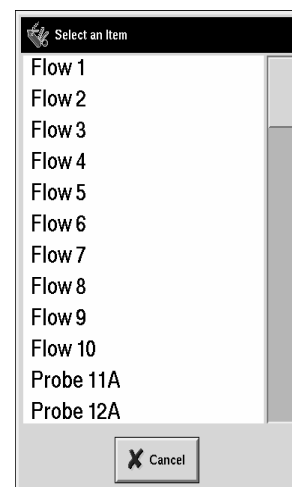 Select an Item
Flow 1
Flow 2
Flow 3
Flow 4
Flow 5
Flow 6
Flow 7
Flow 8
Flow 9
Flow 10
Probe 11A
Probe 12A
Cancel